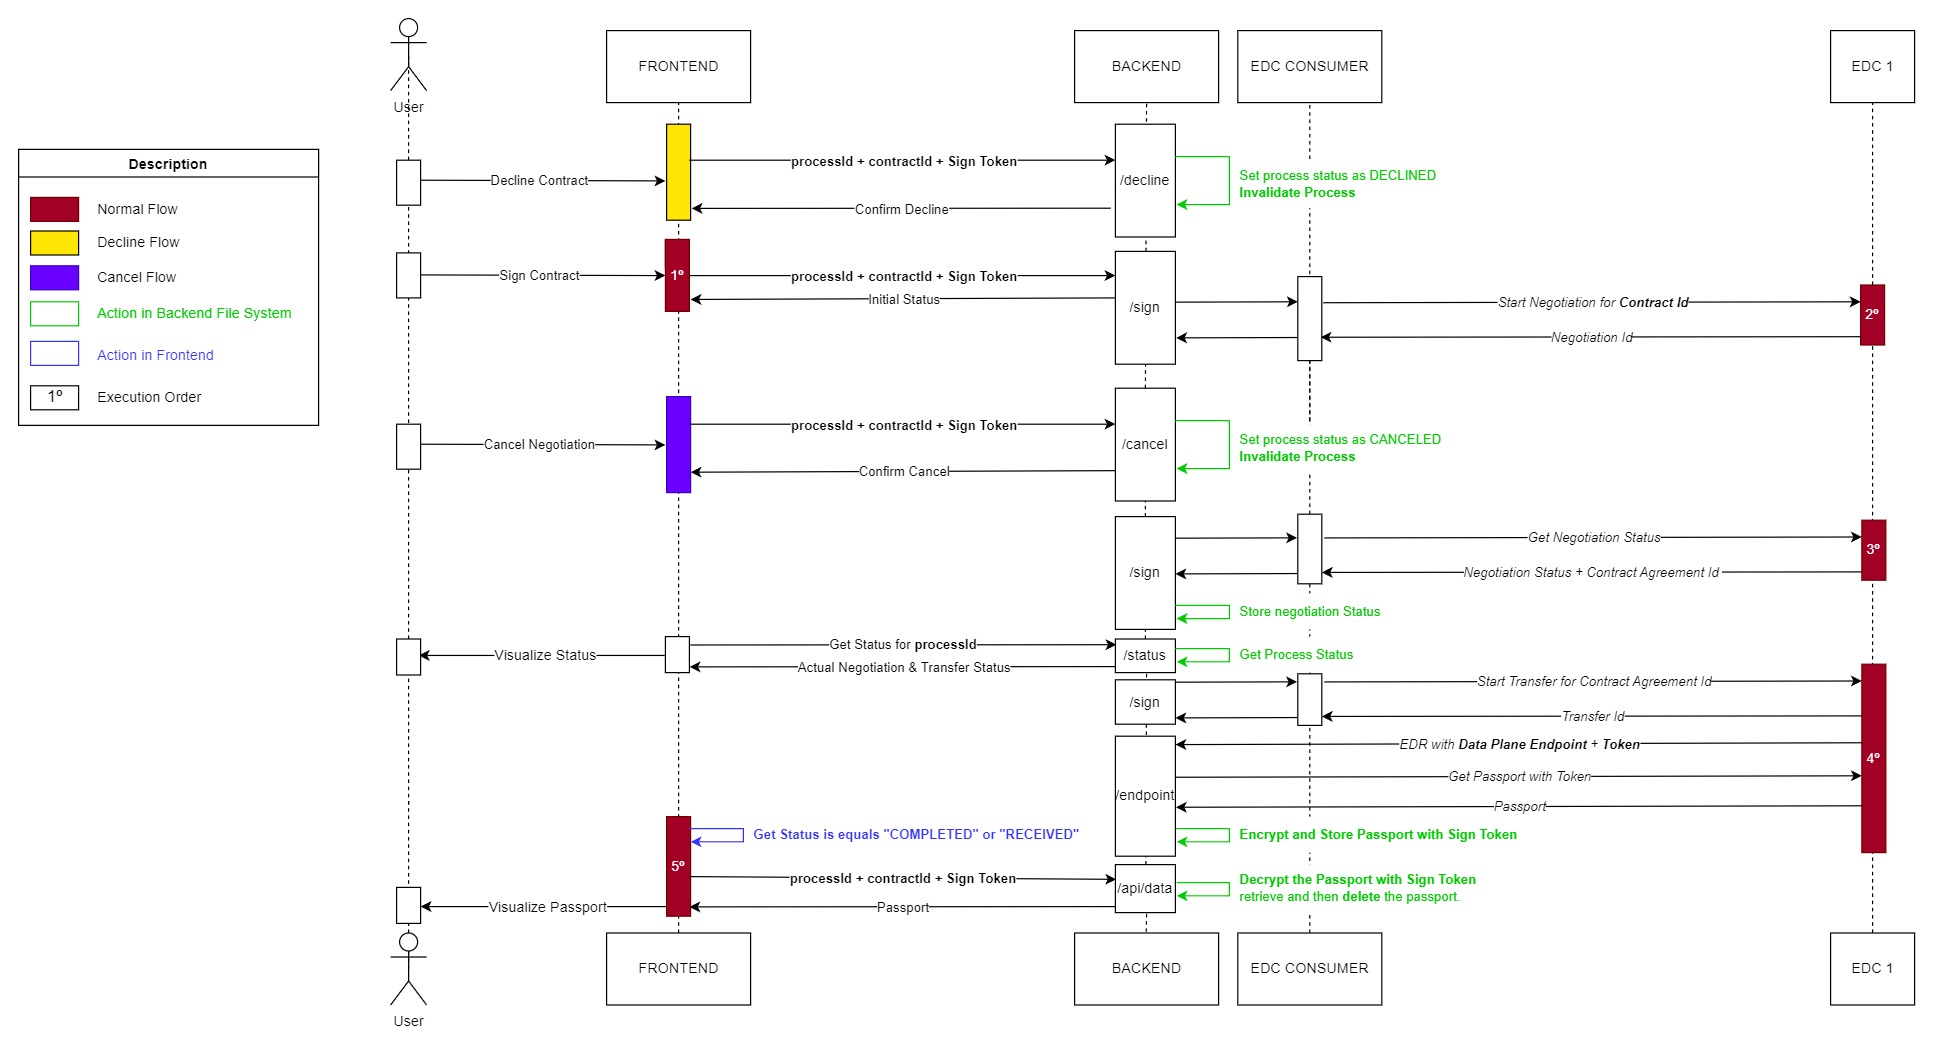 User
FRONTEND
BACKEND
EDC CONSUMER
EDC 1
Description
Normal Flow
Decline Flow
Cancel Flow
Action in Backend File System
Action in Frontend
1º
Execution Order
Decline Contract
processId + contractId + Sign Token
Confirm Decline
/decline
Set process status as DECLINED
Invalidate Process
Sign Contract
1º
processId + contractId + Sign Token
Initial Status
/sign
Start Negotiation for Contract Id
Negotiation Id
2º
Cancel Negotiation
processId + contractId + Sign Token
Confirm Cancel
/cancel
Set process status as CANCELED
Invalidate Process
/sign
Get Negotiation Status
Negotiation Status + Contract Agreement Id
3º
Store negotiation Status
Visualize Status
Get Status for processId
Actual Negotiation & Transfer Status
/status
Get Process Status
/sign
Start Transfer for Contract Agreement Id
Transfer Id
EDR with Data Plane Endpoint + Token
4º
Get Passport with Token
/endpoint
Passport
Get Status is equals "COMPLETED" or "RECEIVED"
Encrypt and Store Passport with Sign Token
5º
processId + contractId + Sign Token
/api/data
Decrypt the Passport with Sign Token
retrieve and then delete the passport.
Visualize Passport
Passport
User
FRONTEND
BACKEND
EDC CONSUMER
EDC 1